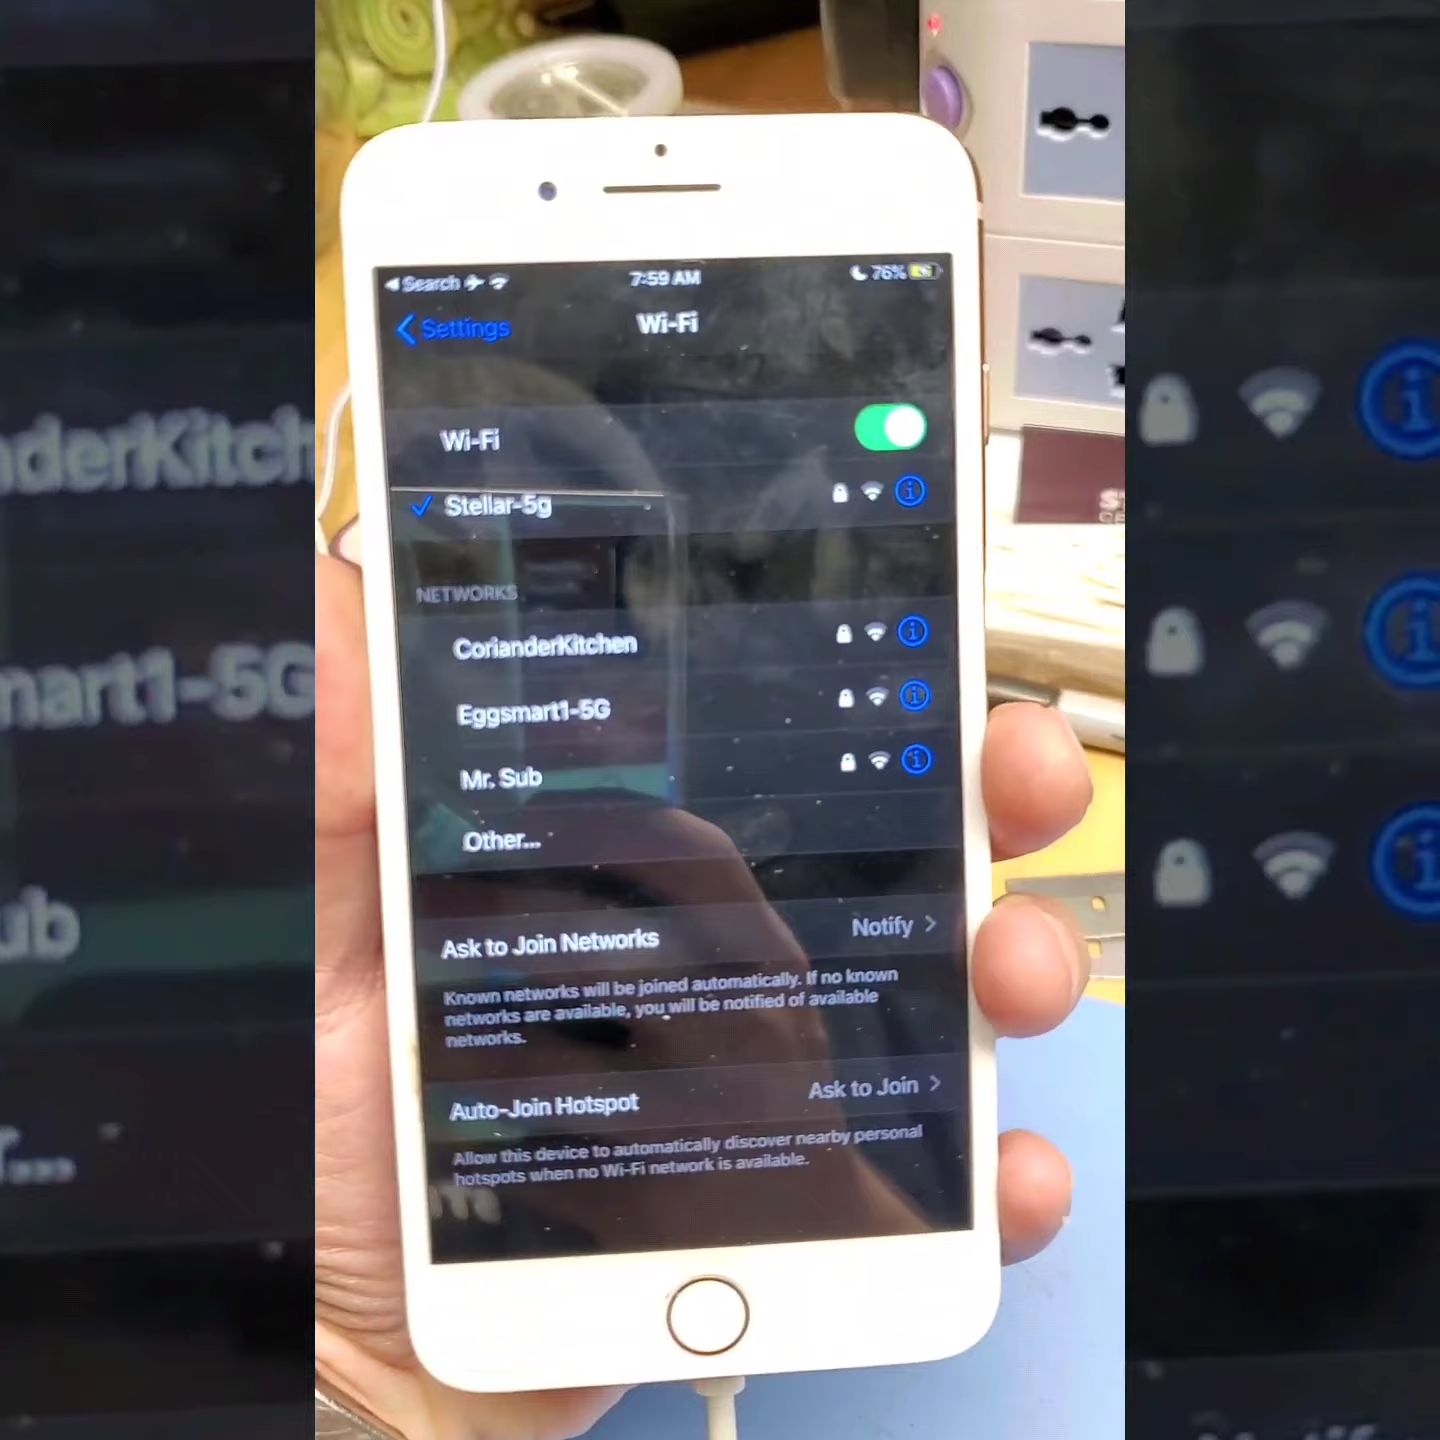 Search
7:59 AM
76%
Settings
Wi-Fi
Wi-Fi
Stellar-5g
NETWORKS
CorianderKitchen
Eggsmart1-5G
Mr. Sub
Other...
Ask to Join Networks
Notify
Known networks will be joined automatically. If no known
networks are available, you will be notified of available
networks.
Auto-Join Hotspot
Ask to Join
Allow this device to automatically discover nearby personal
hotspots when no Wi-Fi network is available.